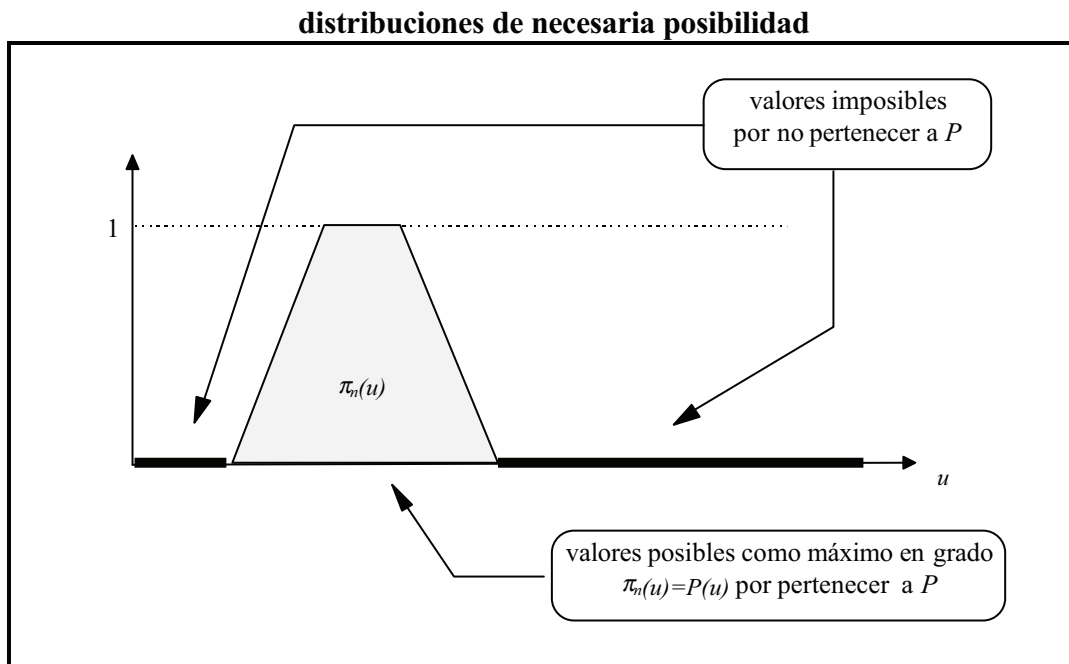 distribuciones de necesaria posibilidad
valores imposibles
por no pertenecer a P
1
πn(u)
u
valores posibles como máximo en grado
πn(u)=P(u) por pertenecer a P